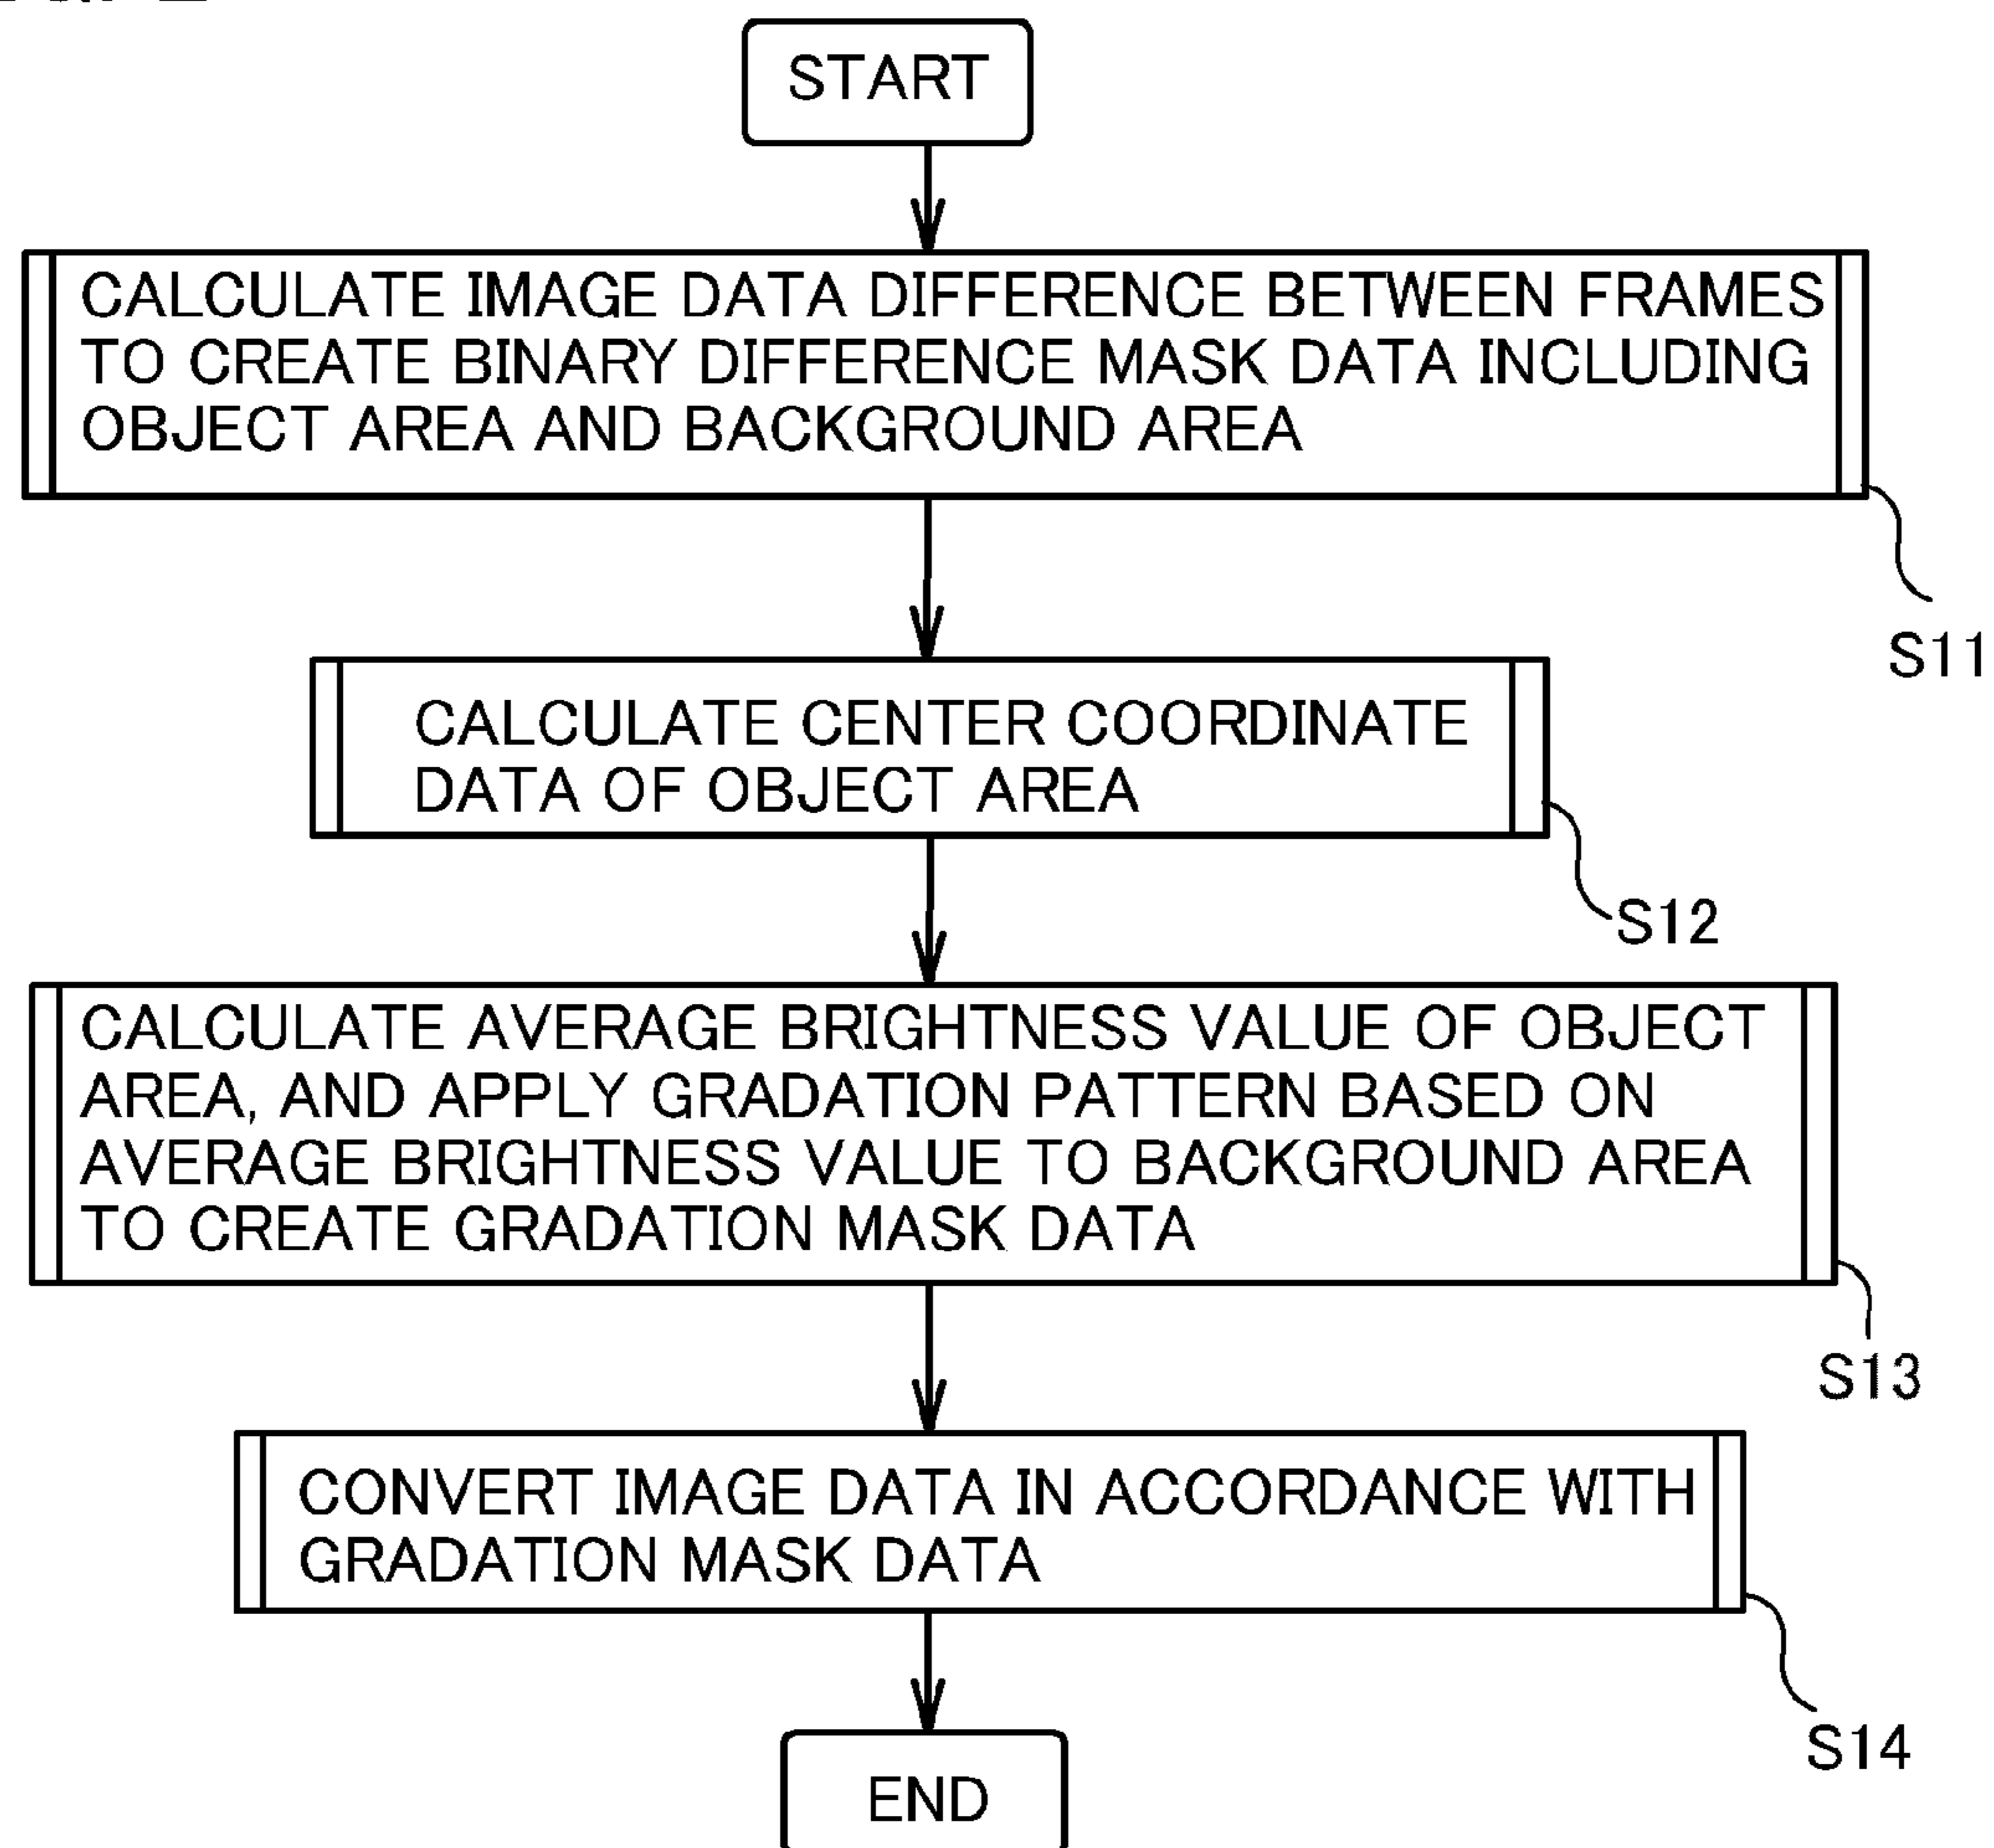 START
CALCULATE IMAGE DATA DIFFERENCE BETWEEN FRAMES
TO CREATE BINARY DIFFERENCE MASK DATA INCLUDING
OBJECT AREA AND BACKGROUND AREA
S11
CALCULATE CENTER COORDINATE
DATA OF OBJECT AREA
S12
CALCULATE AVERAGE BRIGHTNESS VALUE OF OBJECT
AREA, AND APPLY GRADATION PATTERN BASED ON
AVERAGE BRIGHTNESS VALUE TO BACKGROUND AREA
TO CREATE GRADATION MASK DATA
S13
CONVERT IMAGE DATA IN ACCORDANCE WITH
GRADATION MASK DATA
S14
END